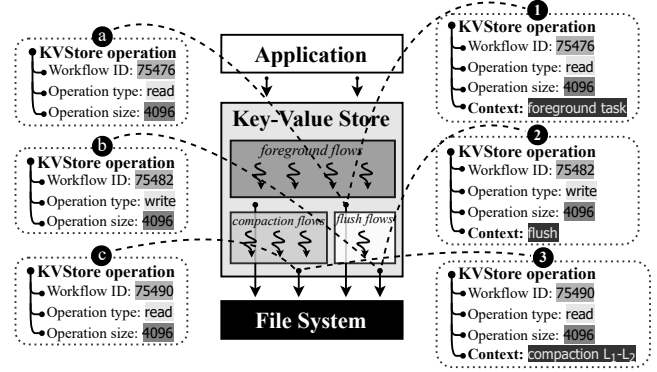 a
KVStore operation
Workflow ID: 75476
Operation type: read
Operation size: 4096
b
KVStore operation
Workflow ID: 75482
Operation type: write
Operation size: 4096
c
KVStore operation
Workflow ID: 75490
Operation type: read
Operation size: 4096
Application
Key-Value Store
foreground flows
compaction flows
flush flows
File System
1
KVStore operation
Workflow ID: 75476
Operation type: read
Operation size: 4096
Context: foreground task
2
KVStore operation
Workflow ID: 75482
Operation type: write
Operation size: 4096
Context: flush
3
KVStore operation
Workflow ID: 75490
Operation type: read
Operation size: 4096
Context: compaction L₁-L₂